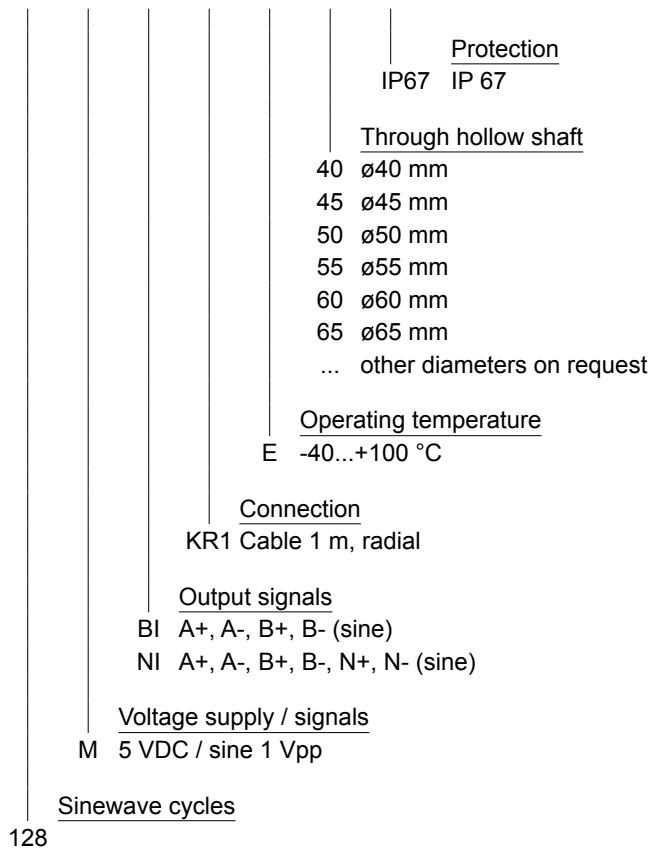 Protection
IP67 IP 67
Through hollow shaft
40 ø40 mm
45 ø45 mm
50 ø50 mm
55 ø55 mm
60 ø60 mm
65 ø65 mm
... other diameters on request
Operating temperature
E -40...+100 °C
Connection
KR1 Cable 1 m, radial
Output signals
BI A+, A-, B+, B- (sine)
NI A+, A-, B+, B-, N+, N- (sine)
Voltage supply / signals
M 5 VDC / sine 1 Vpp
Sinewave cycles
128